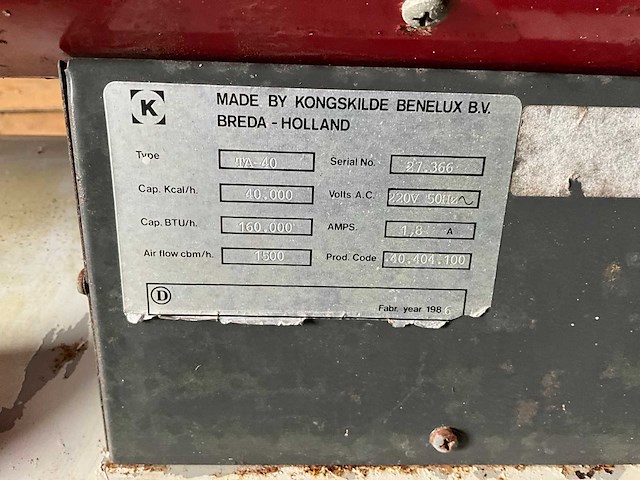 K
MADE BY KONGSKILDE BENELUX B.V.
BREDA - HOLLAND
Type TA-40 Serial No. 27.366
Cap. Kcal/h. 40.000 Volts A.C. 220V 50Hz
Cap. BTU/h. 160.000 AMPS. 1,8 A
Air flow cbm/h. 1500 Prod. Code 40.404.100
D
Fabr. year 198